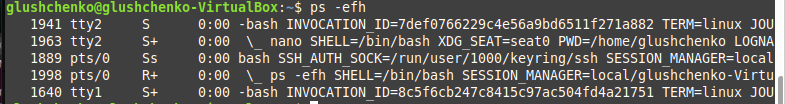 glushchenko@glushchenko-VirtualBox:~$ ps -efh
1941 tty2 S 0:00 -bash INVOCATION_ID=7def0766229c4e56a9bd6511f271a882 TERM=linux JOU
1963 tty2 S+ 0:00 \_ nano SHELL=/bin/bash XDG_SEAT=seat0 PWD=/home/glushchenko LOGNA
1889 pts/0 Ss 0:00 bash SSH_AUTH_SOCK=/run/user/1000/keyring/ssh SESSION_MANAGER=local
1998 pts/0 R+ 0:00 \_ ps -efh SHELL=/bin/bash SESSION_MANAGER=local/glushchenko-Virtu
1640 tty1 S+ 0:00 -bash INVOCATION_ID=8c5f6cb247c8415c97ac504fd4a21751 TERM=linux JOU